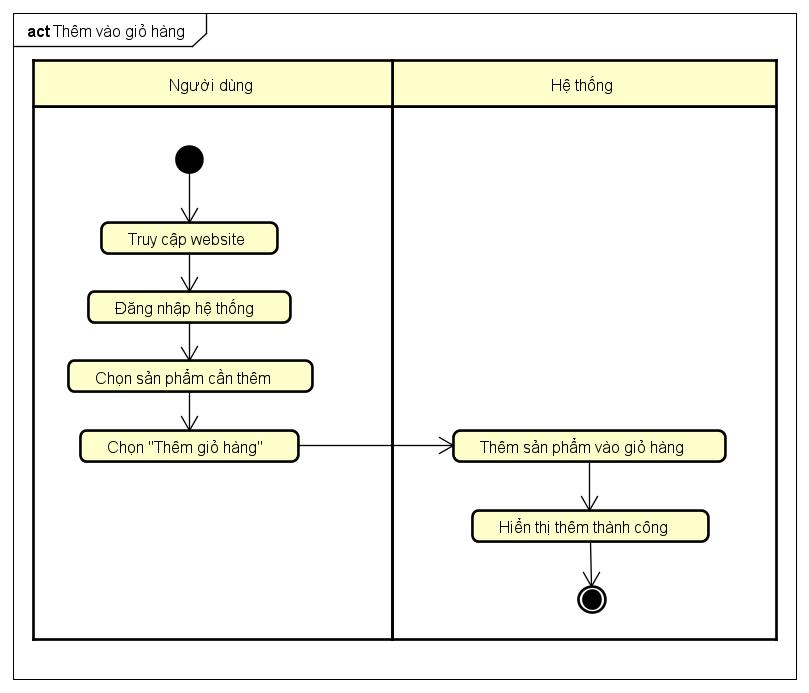 act Thêm vào giỏ hàng
Người dùng
Hệ thống
Truy cập website
Đăng nhập hệ thống
Chọn sản phẩm cần thêm
Chọn "Thêm giỏ hàng"
Thêm sản phẩm vào giỏ hàng
Hiển thị thêm thành công